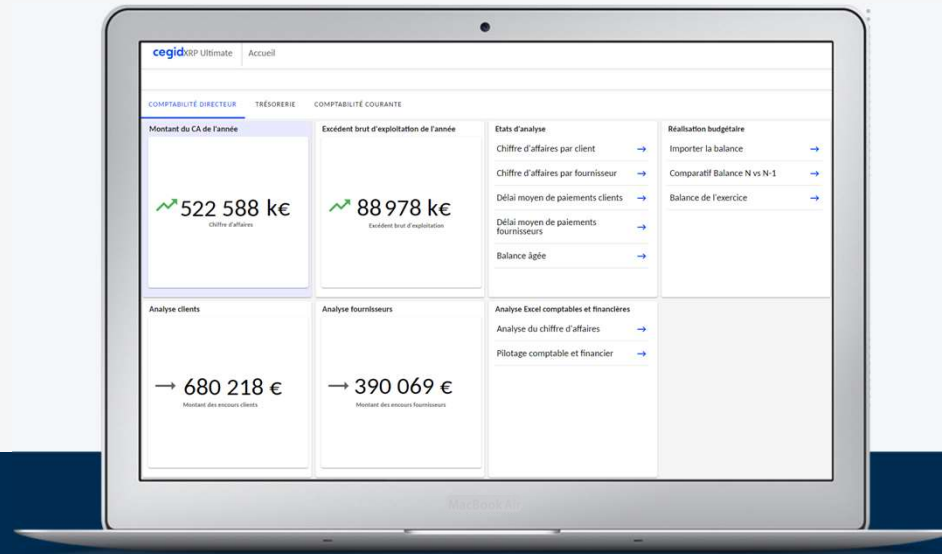 cegid XRP Ultimate Accueil
COMPTABILITÉ DIRECTEUR TRÉSORERIE COMPTABILITÉ COURANTE
Montant du CA de l'année
522 588 k€
Chiffre d'affaires
Excédent brut d'exploitation de l'année
88 978 k€
Excédent brut d'exploitation
Etats d'analyse
Chiffre d'affaires par client
Chiffre d'affaires par fournisseur
Délai moyen de paiements clients
Délai moyen de paiements
fournisseurs
Balance âgée
Réalisation budgétaire
Importer la balance
Comparatif Balance N vs N-1
Balance de l'exercice
Analyse clients
680 218 €
Montant des encours clients
Analyse fournisseurs
390 069 €
Montant des encours fournisseurs
Analyse Excel comptables et financières
Analyse du chiffre d'affaires
Pilotage comptable et financier
MacBook Air